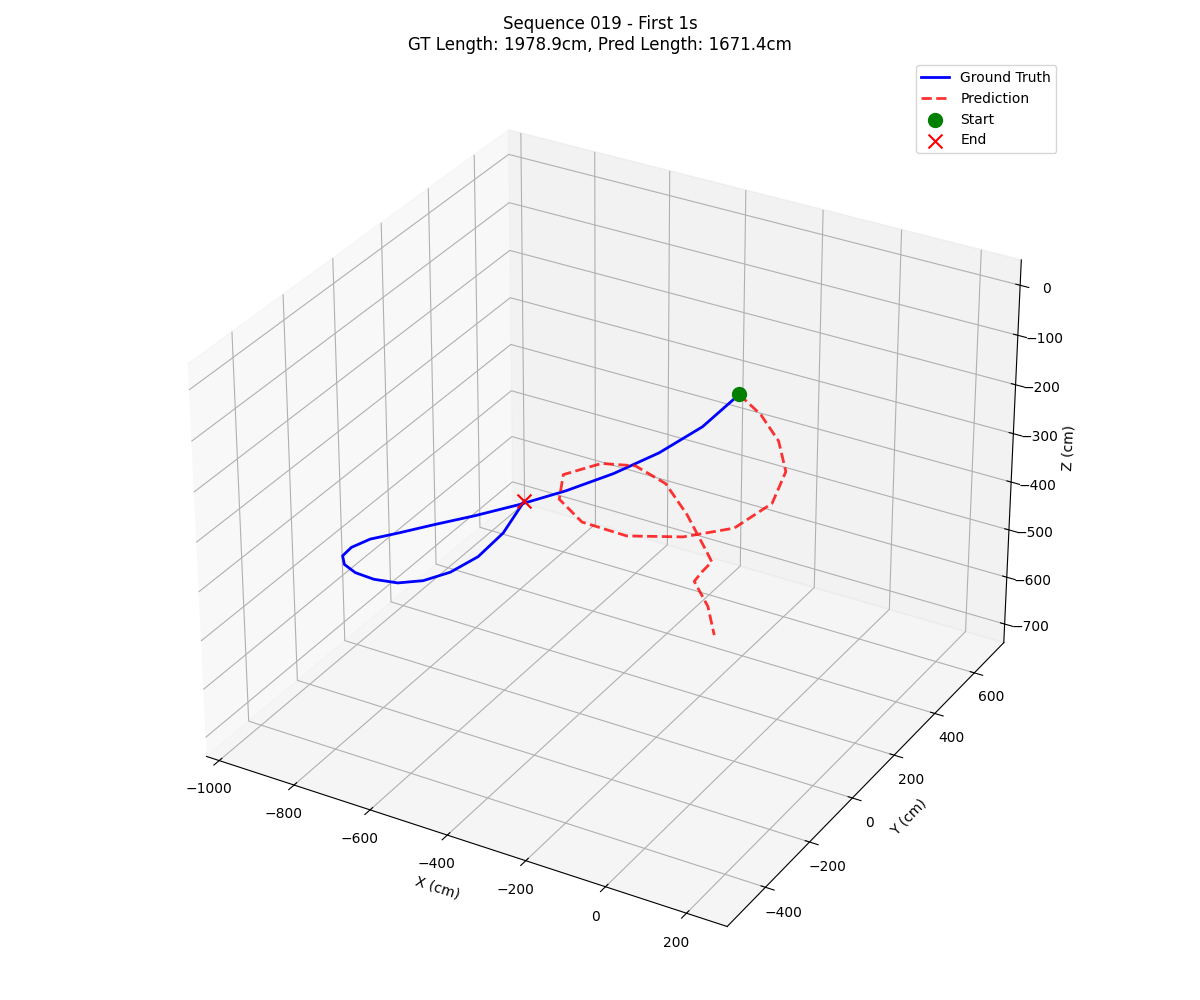 Sequence 019 - First 1s
GT Length: 1978.9cm, Pred Length: 1671.4cm
Ground Truth
Prediction
Start
End
0
−100
−200
−300
−400
−500
−600
−700
Z (cm)
600
400
200
0
−200
−400
Y (cm)
−1000
−800
−600
−400
−200
0
200
X (cm)